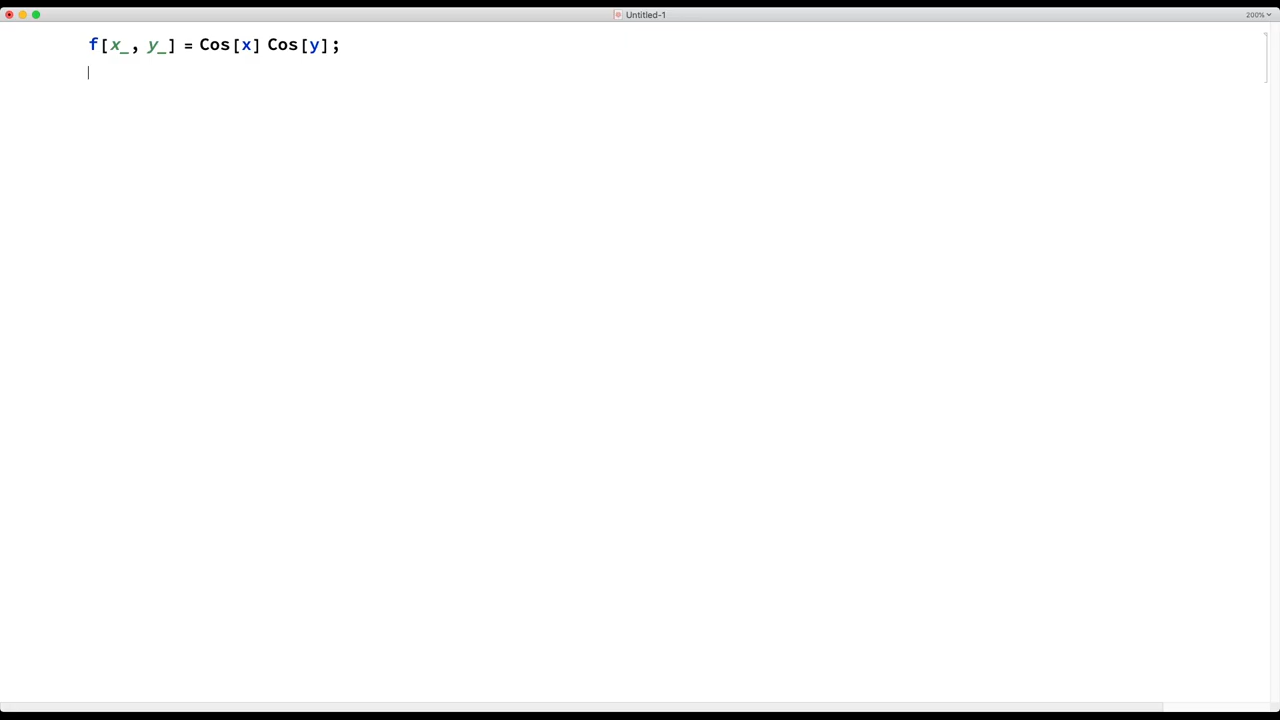 Untitled-1
200%
f[x_, y_] = Cos[x] Cos[y];